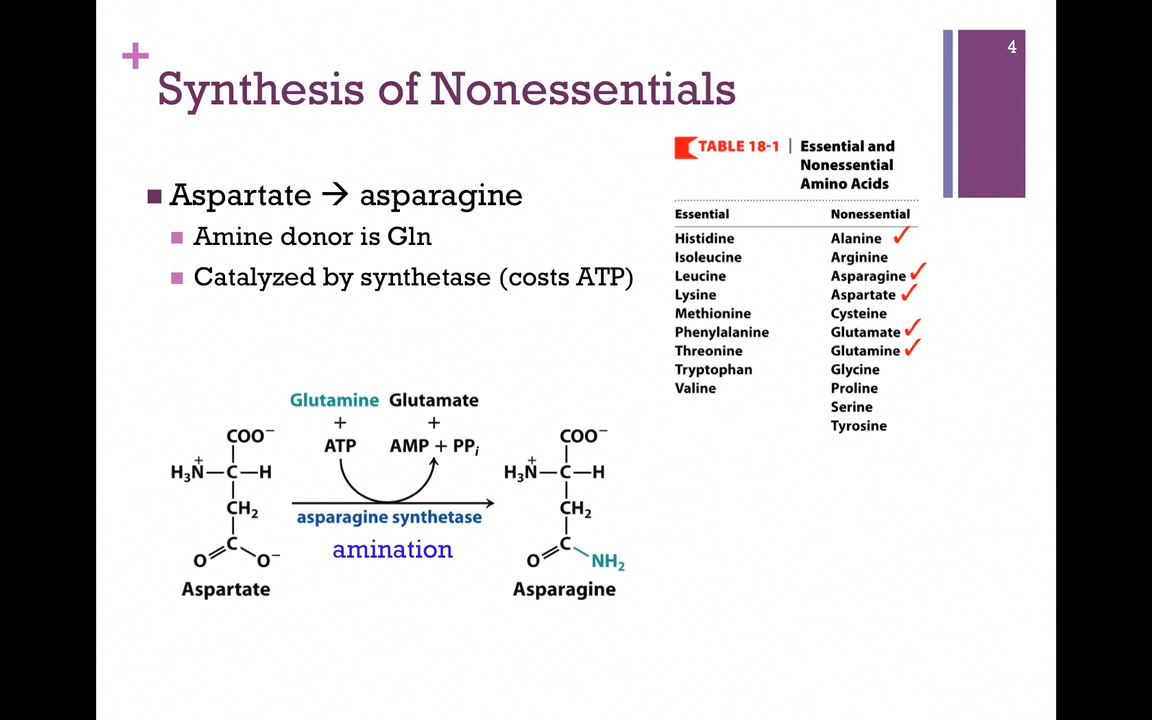 +
4
Synthesis of Nonessentials
Aspartate → asparagine
Amine donor is Gln
Catalyzed by synthetase (costs ATP)
TABLE 18-1 | Essential and
Nonessential
Amino Acids
Essential Nonessential
Histidine Alanine ✓
Isoleucine Arginine
Leucine Asparagine ✓
Lysine Aspartate ✓
Methionine Cysteine
Phenylalanine Glutamate ✓
Threonine Glutamine ✓
Tryptophan Glycine
Valine Proline
Serine
Tyrosine
Glutamine Glutamate
+ +
ATP AMP + PPi
COO⁻ COO⁻
H₃N⁺—C—H H₃N⁺—C—H
CH₂ CH₂
asparagine synthetase
C C
O O⁻ O NH₂
amination
Aspartate Asparagine